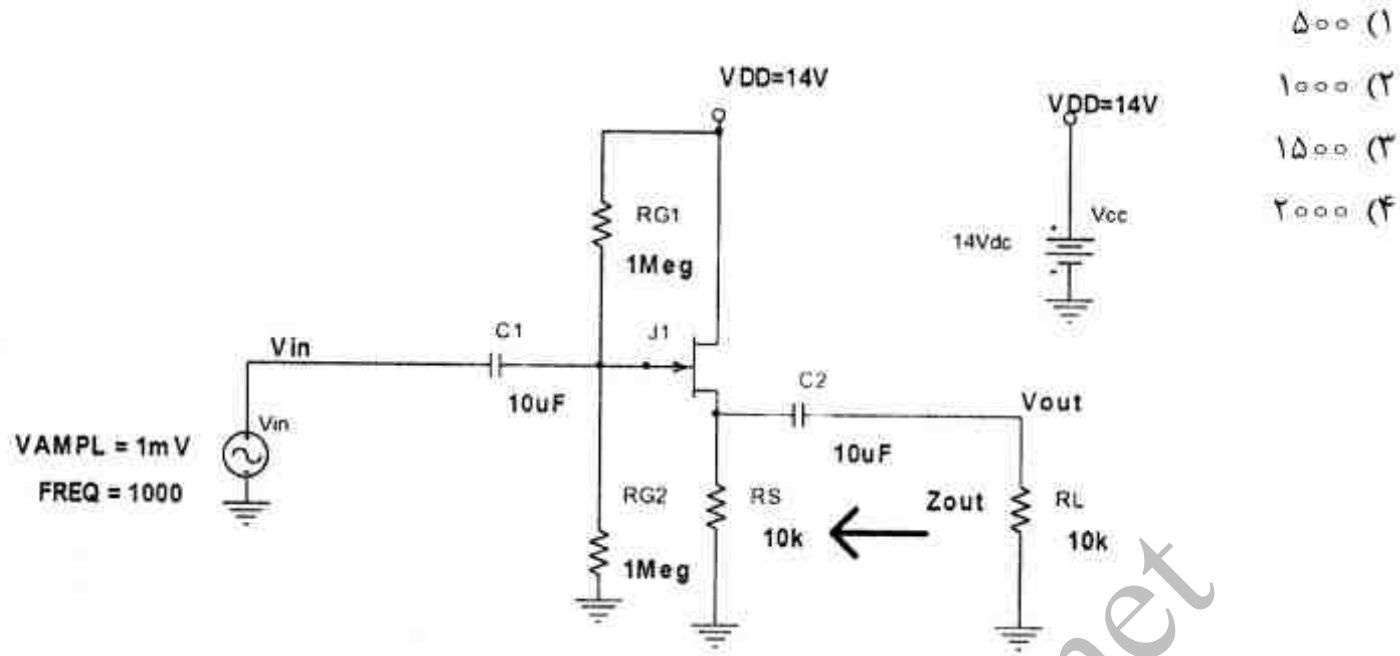 ۱) ۵۰۰
۲) ۱۰۰۰
۳) ۱۵۰۰
۴) ۲۰۰۰
VDD=14V
VDD=14V
RG1
1Meg
Vcc
14Vdc
C1
J1
Vin
10uF
C2
Vout
Vin
VAMPL = 1mV
FREQ = 1000
10uF
RG2
RS
Zout
RL
10k
10k
1Meg
net